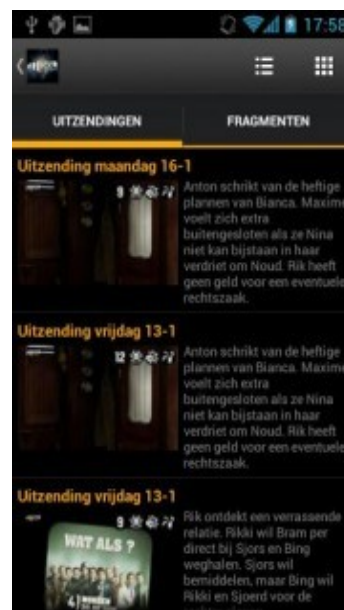 17:58
UITZENDINGEN
FRAGMENTEN
Uitzending maandag 16-1
9
Anton schrikt van de heftige
plannen van Bianca. Maxime
voelt zich extra
buitengesloten als ze Nina
niet kan bijstaan in haar
verdriet om Noud. Rik heeft
geen geld voor een eventuele
rechtszaak.
Uitzending vrijdag 13-1
12
Anton schrikt van de heftige
plannen van Bianca. Maxime
voelt zich extra
buitengesloten als ze Nina
niet kan bijstaan in haar
verdriet om Noud. Rik heeft
geen geld voor een eventuele
rechtszaak.
Uitzending vrijdag 13-1
9
WAT ALS ?
Rik ontdekt een verrassende
relatie. Rikki wil Bram per
direct bij Sjors en Bing
weghalen. Sjors wil
bemiddelen, maar Bing wil
Rikki en Sjoerd voor de